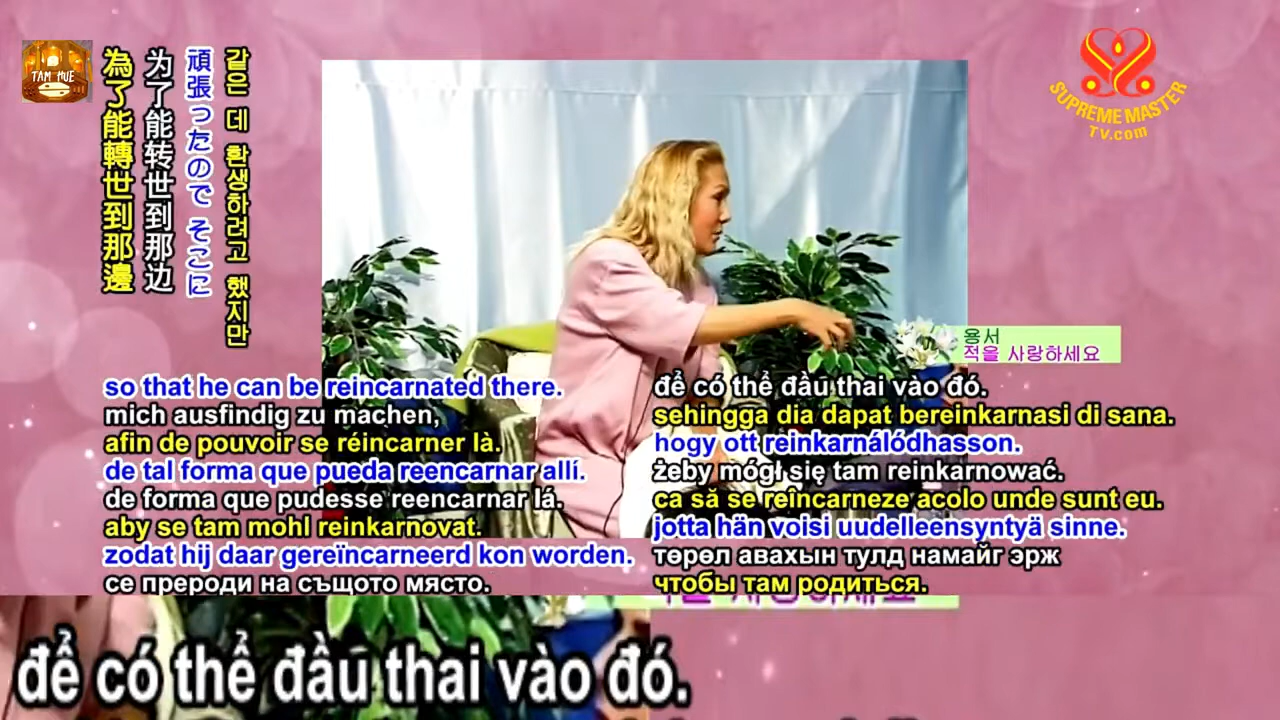 TAM HUE
為了能轉世到那邊
为了能转世到那边
頑張ったので そこに
같은 데 환생하려고 했지만
SUPREME MASTER
TV.com
용서
적을 사랑하세요
so that he can be reincarnated there.
mich ausfindig zu machen,
afin de pouvoir se réincarner là.
de tal forma que pueda reencarnar allí.
de forma que pudesse reencarnar lá.
aby se tam mohl reinkarnovat.
zodat hij daar gereïncarneerd kon worden.
се прероди на същото място.
để có thể đầū thai vào đó.
sehingga dia dapat bereinkarnasi di sana.
hogy ott reinkarnálódhasson.
żeby mógł się tam reinkarnować.
ca să se reîncarneze acolo unde sunt eu.
jotta hän voisi uudelleensyntyä sinne.
төрөл авахын тулд намайг эрж
чтобы там родиться.
để có thể đầū thai vào đó.